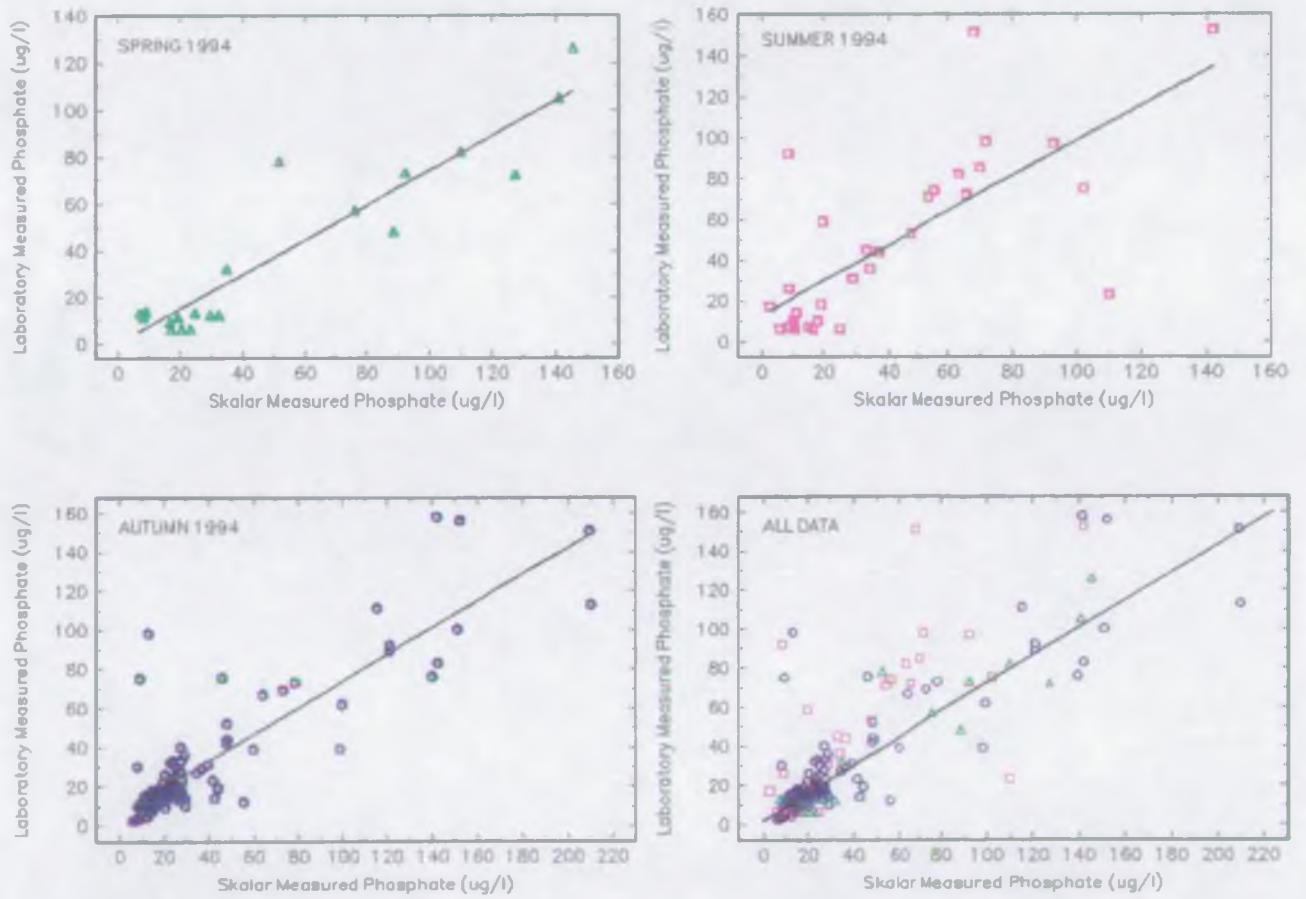 SPRING 1994
Laboratory Measured Phosphate (ug/l)
140
120
100
80
60
40
20
0
0 20 40 60 80 100 120 140 160
Skalar Measured Phosphate (ug/l)
SUMMER 1994
Laboratory Measured Phosphate (ug/l)
160
140
120
100
80
60
40
20
0
0 20 40 60 80 100 120 140 160
Skalar Measured Phosphate (ug/l)
AUTUMN 1994
Laboratory Measured Phosphate (ug/l)
160
140
120
100
80
60
40
20
0
0 20 40 60 80 100 120 140 160 180 200 220
Skalar Measured Phosphate (ug/l)
ALL DATA
Laboratory Measured Phosphate (ug/l)
160
140
120
100
80
60
40
20
0
0 20 40 60 80 100 120 140 160 180 200 220
Skalar Measured Phosphate (ug/l)